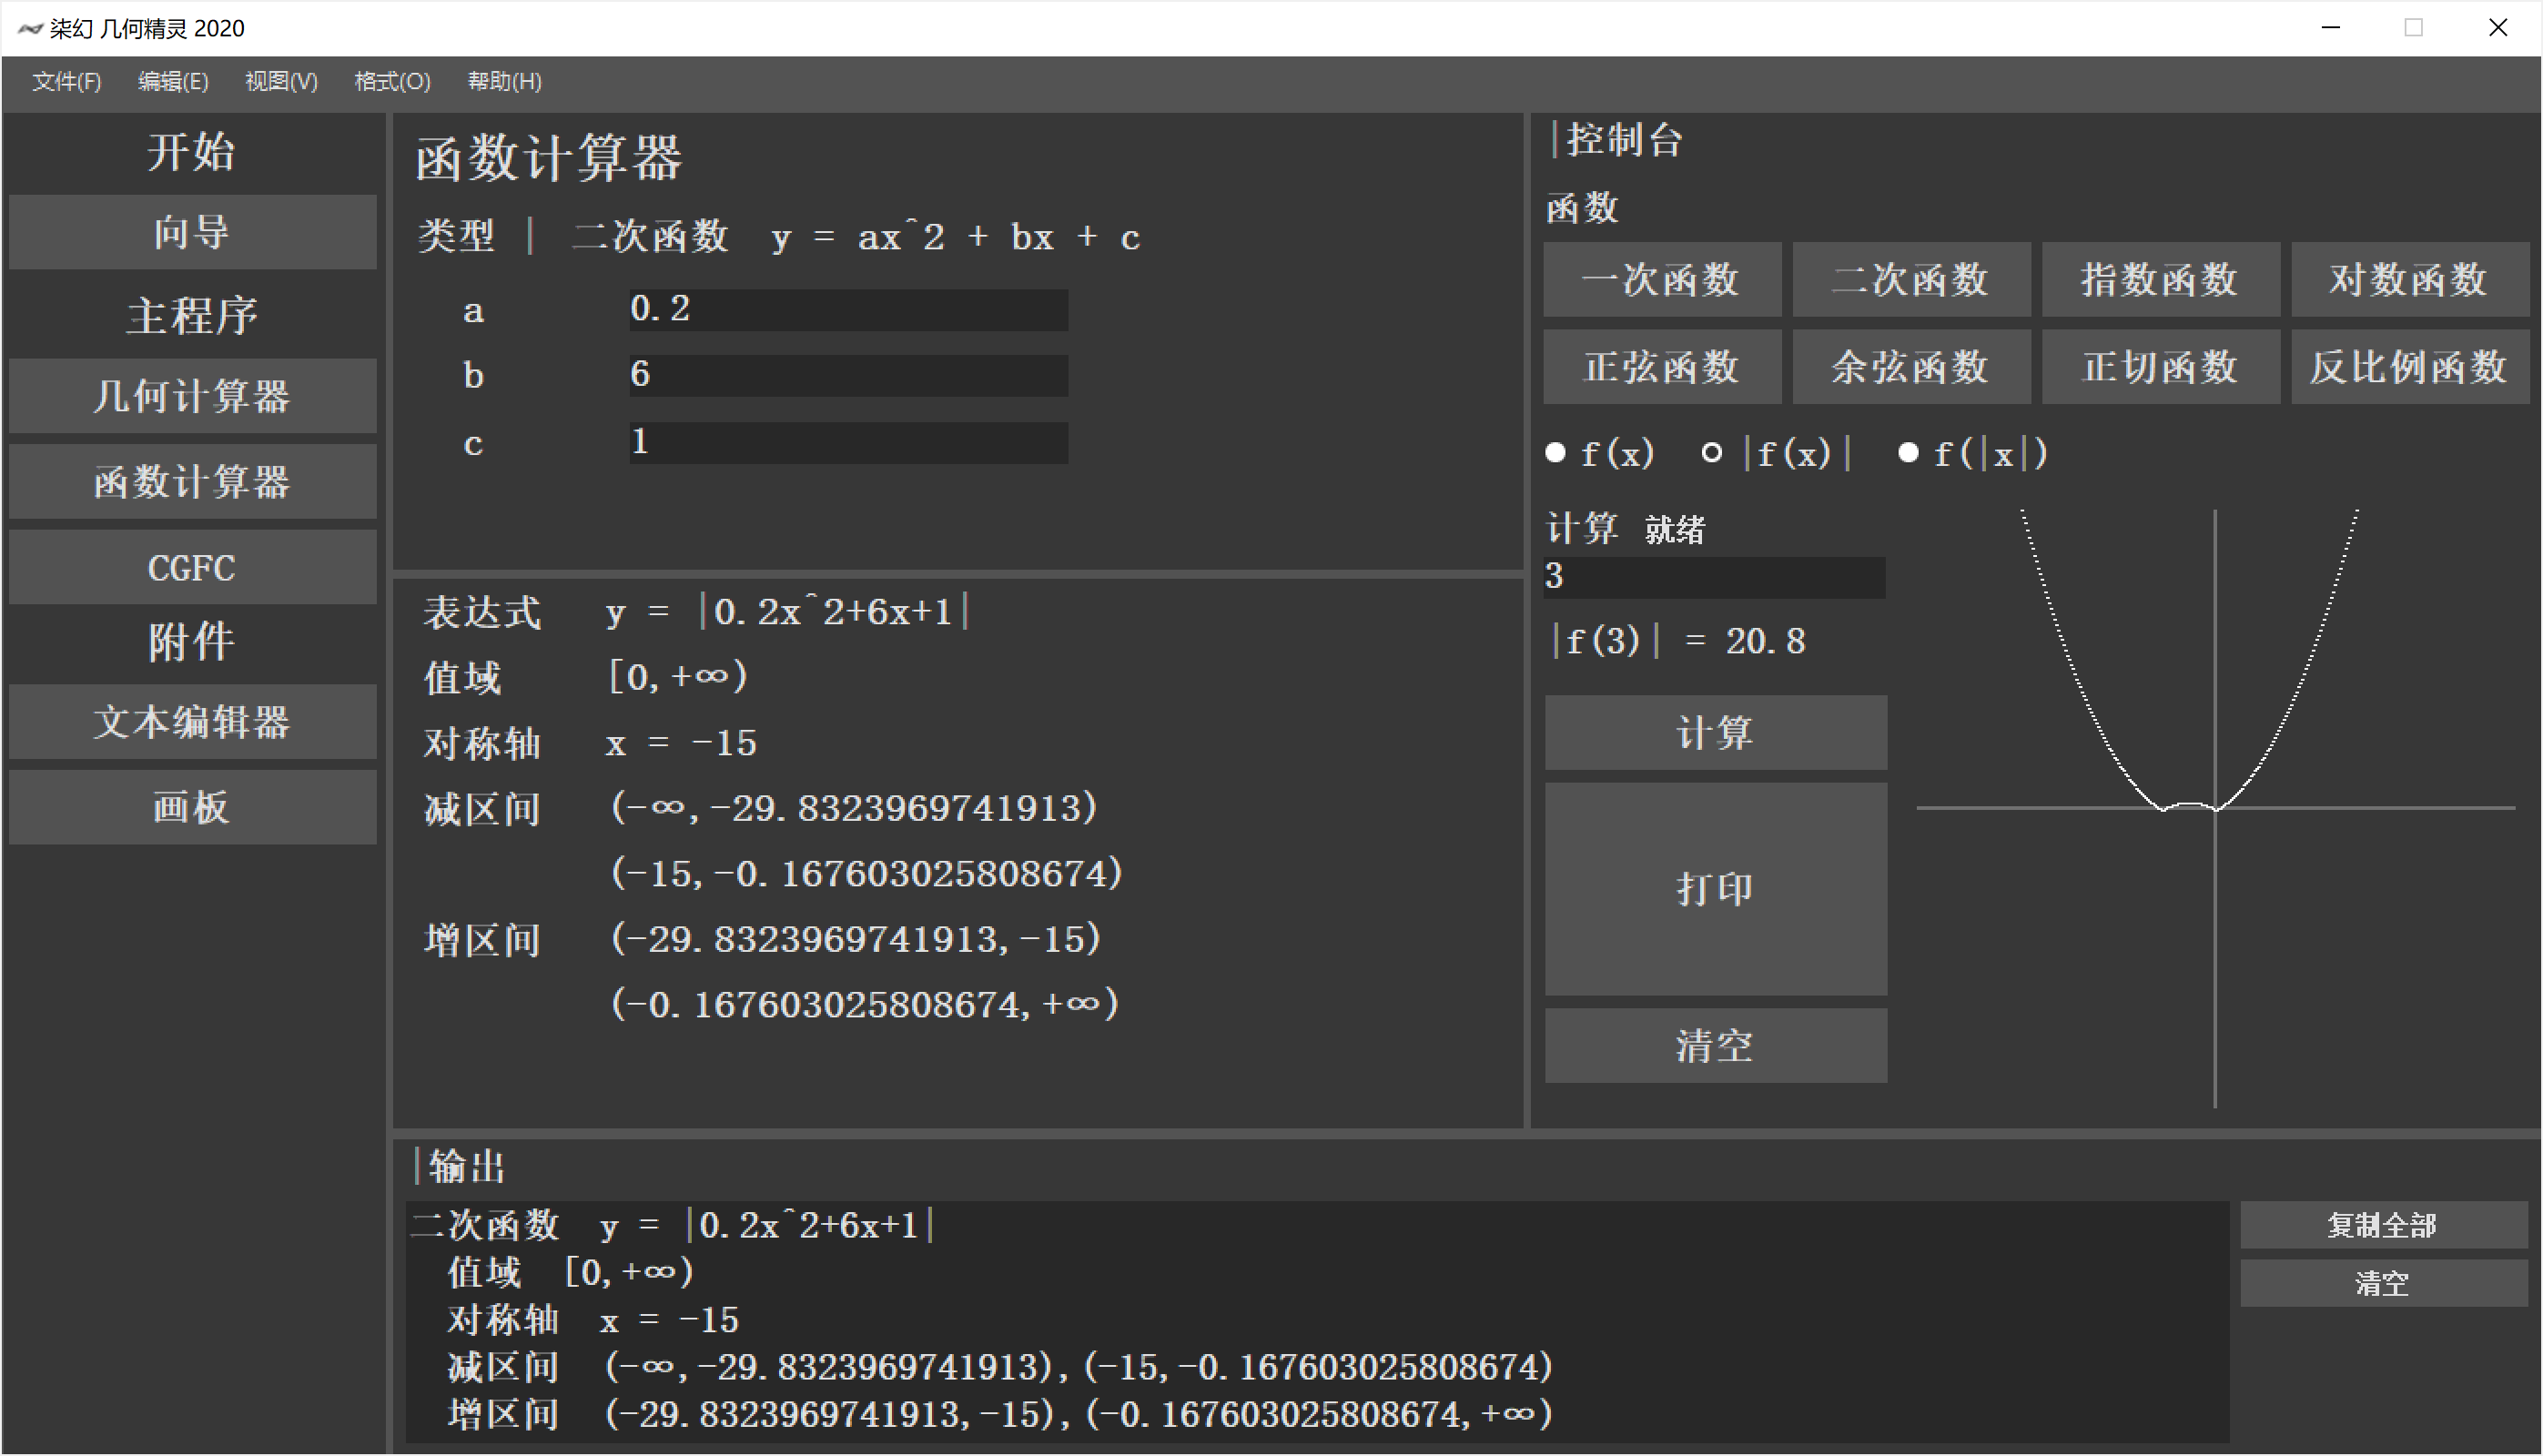 柒幻 几何精灵 2020
文件(F) 编辑(E) 视图(V) 格式(O) 帮助(H)
开始
向导
主程序
几何计算器
函数计算器
CGFC
附件
文本编辑器
画板
函数计算器
类型 | 二次函数 y = ax^2 + bx + c
a 0.2
b 6
c 1
表达式 y = |0.2x^2+6x+1|
值域 [0,+∞)
对称轴 x = -15
减区间 (-∞,-29.8323969741913)
(-15,-0.167603025808674)
增区间 (-29.8323969741913,-15)
(-0.167603025808674,+∞)
|控制台
函数
一次函数 二次函数 指数函数 对数函数
正弦函数 余弦函数 正切函数 反比例函数
f(x) |f(x)| f(|x|)
计算 就绪
3
|f(3)| = 20.8
计算
打印
清空
|输出
二次函数 y = |0.2x^2+6x+1|
值域 [0,+∞)
对称轴 x = -15
减区间 (-∞,-29.8323969741913),(-15,-0.167603025808674)
增区间 (-29.8323969741913,-15),(-0.167603025808674,+∞)
复制全部
清空